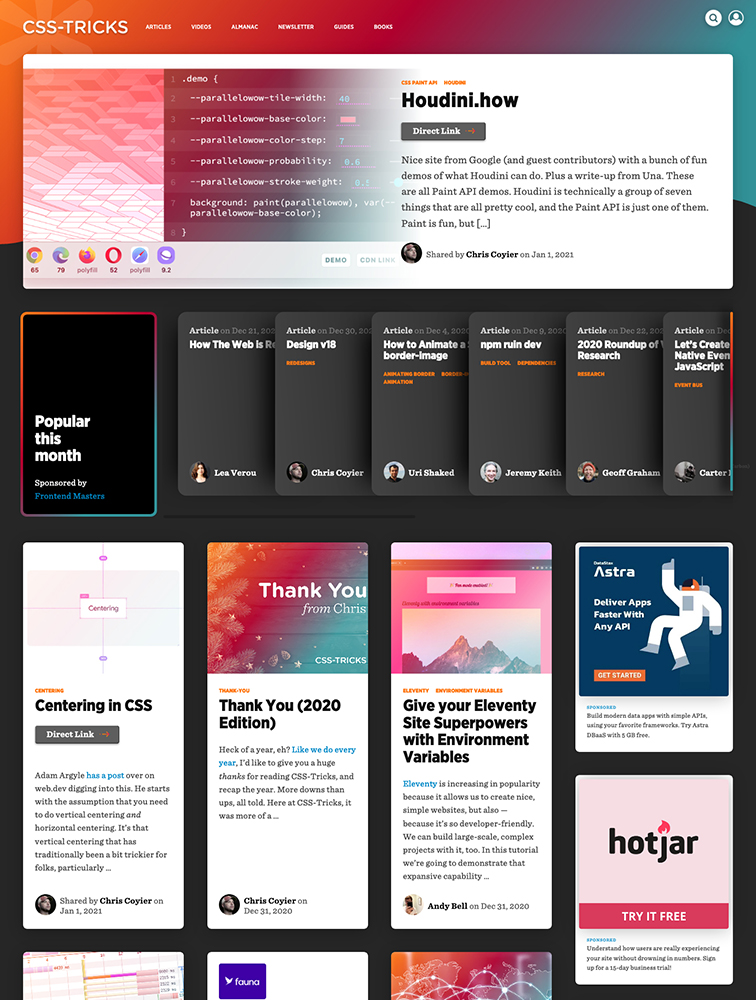 CSS-TRICKS
ARTICLES VIDEOS ALMANAC NEWSLETTER GUIDES BOOKS
1 .demo {
2 --parallelowow-tile-width: 40
3 --parallelowow-base-color:
4 --parallelowow-color-step: 7
5 --parallelowow-probability: 0.6
6 --parallelowow-stroke-weight: 0.5
7 background: paint(parallelowow), var(--
parallelowow-base-color);
8 }
65 79 polyfill 52 polyfill 9.2
DEMO CDN LINK
CSS PAINT API HOUDINI
Houdini.how
Direct Link →
Nice site from Google (and guest contributors) with a bunch of fun
demos of what Houdini can do. Plus a write-up from Una. These
are all Paint API demos. Houdini is technically a group of seven
things that are all pretty cool, and the Paint API is just one of them.
Paint is fun, but […]
Shared by Chris Coyier on Jan 1, 2021
Popular
this
month
Sponsored by
Frontend Masters
Article on Dec 21, 202
How The Web is Re
Lea Verou
Article on Dec 30, 202
Design v18
REDESIGNS
Chris Coyier
Article on Dec 4, 2020
How to Animate a
border-image
ANIMATING BORDER BORDER-IM
ANIMATION
Uri Shaked
Article on Dec 9, 2020
npm ruin dev
BUILD TOOL DEPENDENCIES
Jeremy Keith
Article on Dec 22, 202
2020 Roundup of
Research
RESEARCH
Geoff Graham
Article on Dec
Let's Create
Native Even
JavaScript
EVENT BUS
Carter
Centering
CENTERING
Centering in CSS
Direct Link →
Adam Argyle has a post over on
web.dev digging into this. He starts
with the assumption that you need
to do vertical centering and
horizontal centering. It's that
vertical centering that has
traditionally been a bit trickier for
folks, particularly …
Shared by Chris Coyier on
Jan 1, 2021
Thank You
from Chris
CSS-TRICKS
THANK-YOU
Thank You (2020
Edition)
Heck of a year, eh? Like we do every
year, I'd like to give you a huge
thanks for reading CSS-Tricks, and
recap the year. More downs than
ups, all told. Here at CSS-Tricks, it
was more of a …
Chris Coyier on
Dec 31, 2020
Eleventy with environment variables
ELEVENTY ENVIRONMENT VARIABLES
Give your Eleventy
Site Superpowers
with Environment
Variables
Eleventy is increasing in popularity
because it allows us to create nice,
simple websites, but also —
because it's so developer-friendly.
We can build large-scale, complex
projects with it, too. In this tutorial
we're going to demonstrate that
expansive capability …
Andy Bell on Dec 31, 2020
DataStax
Astra
Deliver Apps
Faster With
Any API
GET STARTED
SPONSORED
Build modern data apps with simple APIs,
using your favorite frameworks. Try Astra
DBaaS with 5 GB free.
hotjar
TRY IT FREE
SPONSORED
Understand how users are really experiencing
your site without drowning in numbers. Sign
up for a 15-day business trial!
fauna